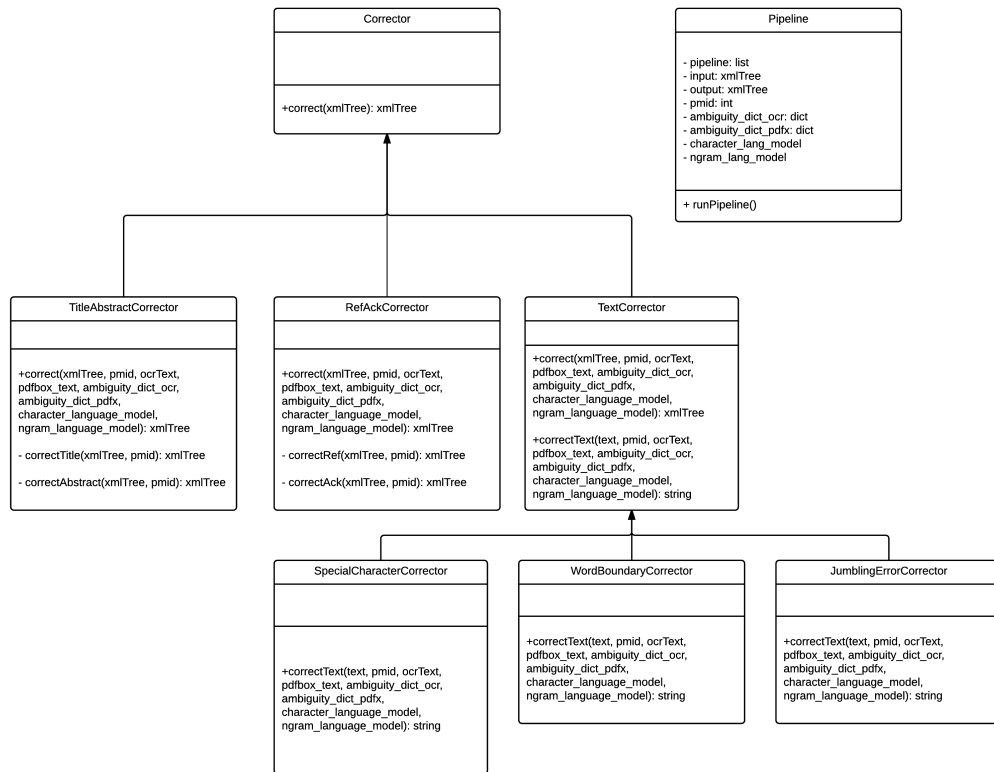 Corrector
+correct(xmlTree): xmlTree
Pipeline
- pipeline: list
- input: xmlTree
- output: xmlTree
- pmid: int
- ambiguity_dict_ocr: dict
- ambiguity_dict_pdfx: dict
- character_lang_model
- ngram_lang_model
+ runPipeline()
TitleAbstractCorrector
+correct(xmlTree, pmid, ocrText,
pdfbox_text, ambiguity_dict_ocr,
ambiguity_dict_pdfx,
character_language_model,
ngram_language_model): xmlTree
- correctTitle(xmlTree, pmid): xmlTree
- correctAbstract(xmlTree, pmid): xmlTree
RefAckCorrector
+correct(xmlTree, pmid, ocrText,
pdfbox_text, ambiguity_dict_ocr,
ambiguity_dict_pdfx,
character_language_model,
ngram_language_model): xmlTree
- correctRef(xmlTree, pmid): xmlTree
- correctAck(xmlTree, pmid): xmlTree
TextCorrector
+correct(xmlTree, pmid, ocrText,
pdfbox_text, ambiguity_dict_ocr,
ambiguity_dict_pdfx,
character_language_model,
ngram_language_model): xmlTree
+correctText(text, pmid, ocrText,
pdfbox_text, ambiguity_dict_ocr,
ambiguity_dict_pdfx,
character_language_model,
ngram_language_model): string
SpecialCharacterCorrector
+correctText(text, pmid, ocrText,
pdfbox_text, ambiguity_dict_ocr,
ambiguity_dict_pdfx,
character_language_model,
ngram_language_model): string
WordBoundaryCorrector
+correctText(text, pmid, ocrText,
pdfbox_text, ambiguity_dict_ocr,
ambiguity_dict_pdfx,
character_language_model,
ngram_language_model): string
JumblingErrorCorrector
+correctText(text, pmid, ocrText,
pdfbox_text, ambiguity_dict_ocr,
ambiguity_dict_pdfx,
character_language_model,
ngram_language_model): string